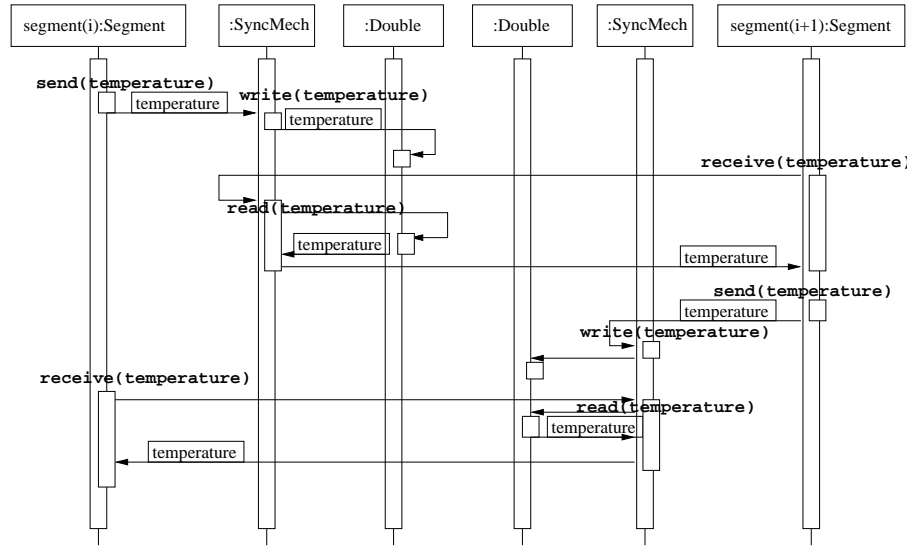 segment(i):Segment
:SyncMech
:Double
:Double
:SyncMech
segment(i+1):Segment
send(temperature)
temperature
write(temperature)
temperature
receive(temperature)
read(temperature)
temperature
temperature
send(temperature)
temperature
write(temperature)
receive(temperature)
read(temperature)
temperature
temperature